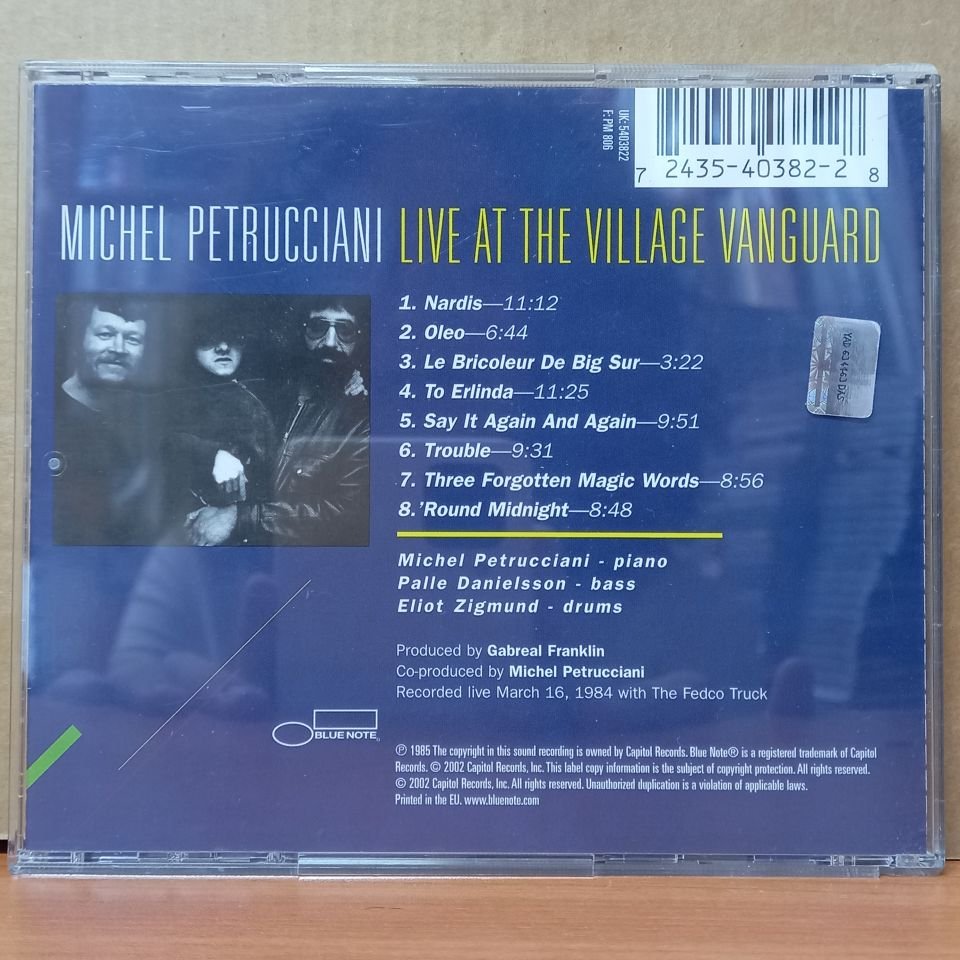 UK: 5403822
F: PM 806
7 2435-40382-2 8
MICHEL PETRUCCIANI LIVE AT THE VILLAGE VANGUARD
1. Nardis—11:12
2. Oleo—6:44
3. Le Bricoleur De Big Sur—3:22
4. To Erlinda—11:25
5. Say It Again And Again—9:51
6. Trouble—9:31
7. Three Forgotten Magic Words—8:56
8. 'Round Midnight—8:48
Michel Petrucciani - piano
Palle Danielsson - bass
Eliot Zigmund - drums
Produced by Gabreal Franklin
Co-produced by Michel Petrucciani
Recorded live March 16, 1984 with The Fedco Truck
BLUE NOTE
℗ 1985 The copyright in this sound recording is owned by Capitol Records. Blue Note® is a registered trademark of Capitol
Records. © 2002 Capitol Records, Inc. This label copy information is the subject of copyright protection. All rights reserved.
© 2002 Capitol Records, Inc. All rights reserved. Unauthorized duplication is a violation of applicable laws.
Printed in the EU. www.bluenote.com